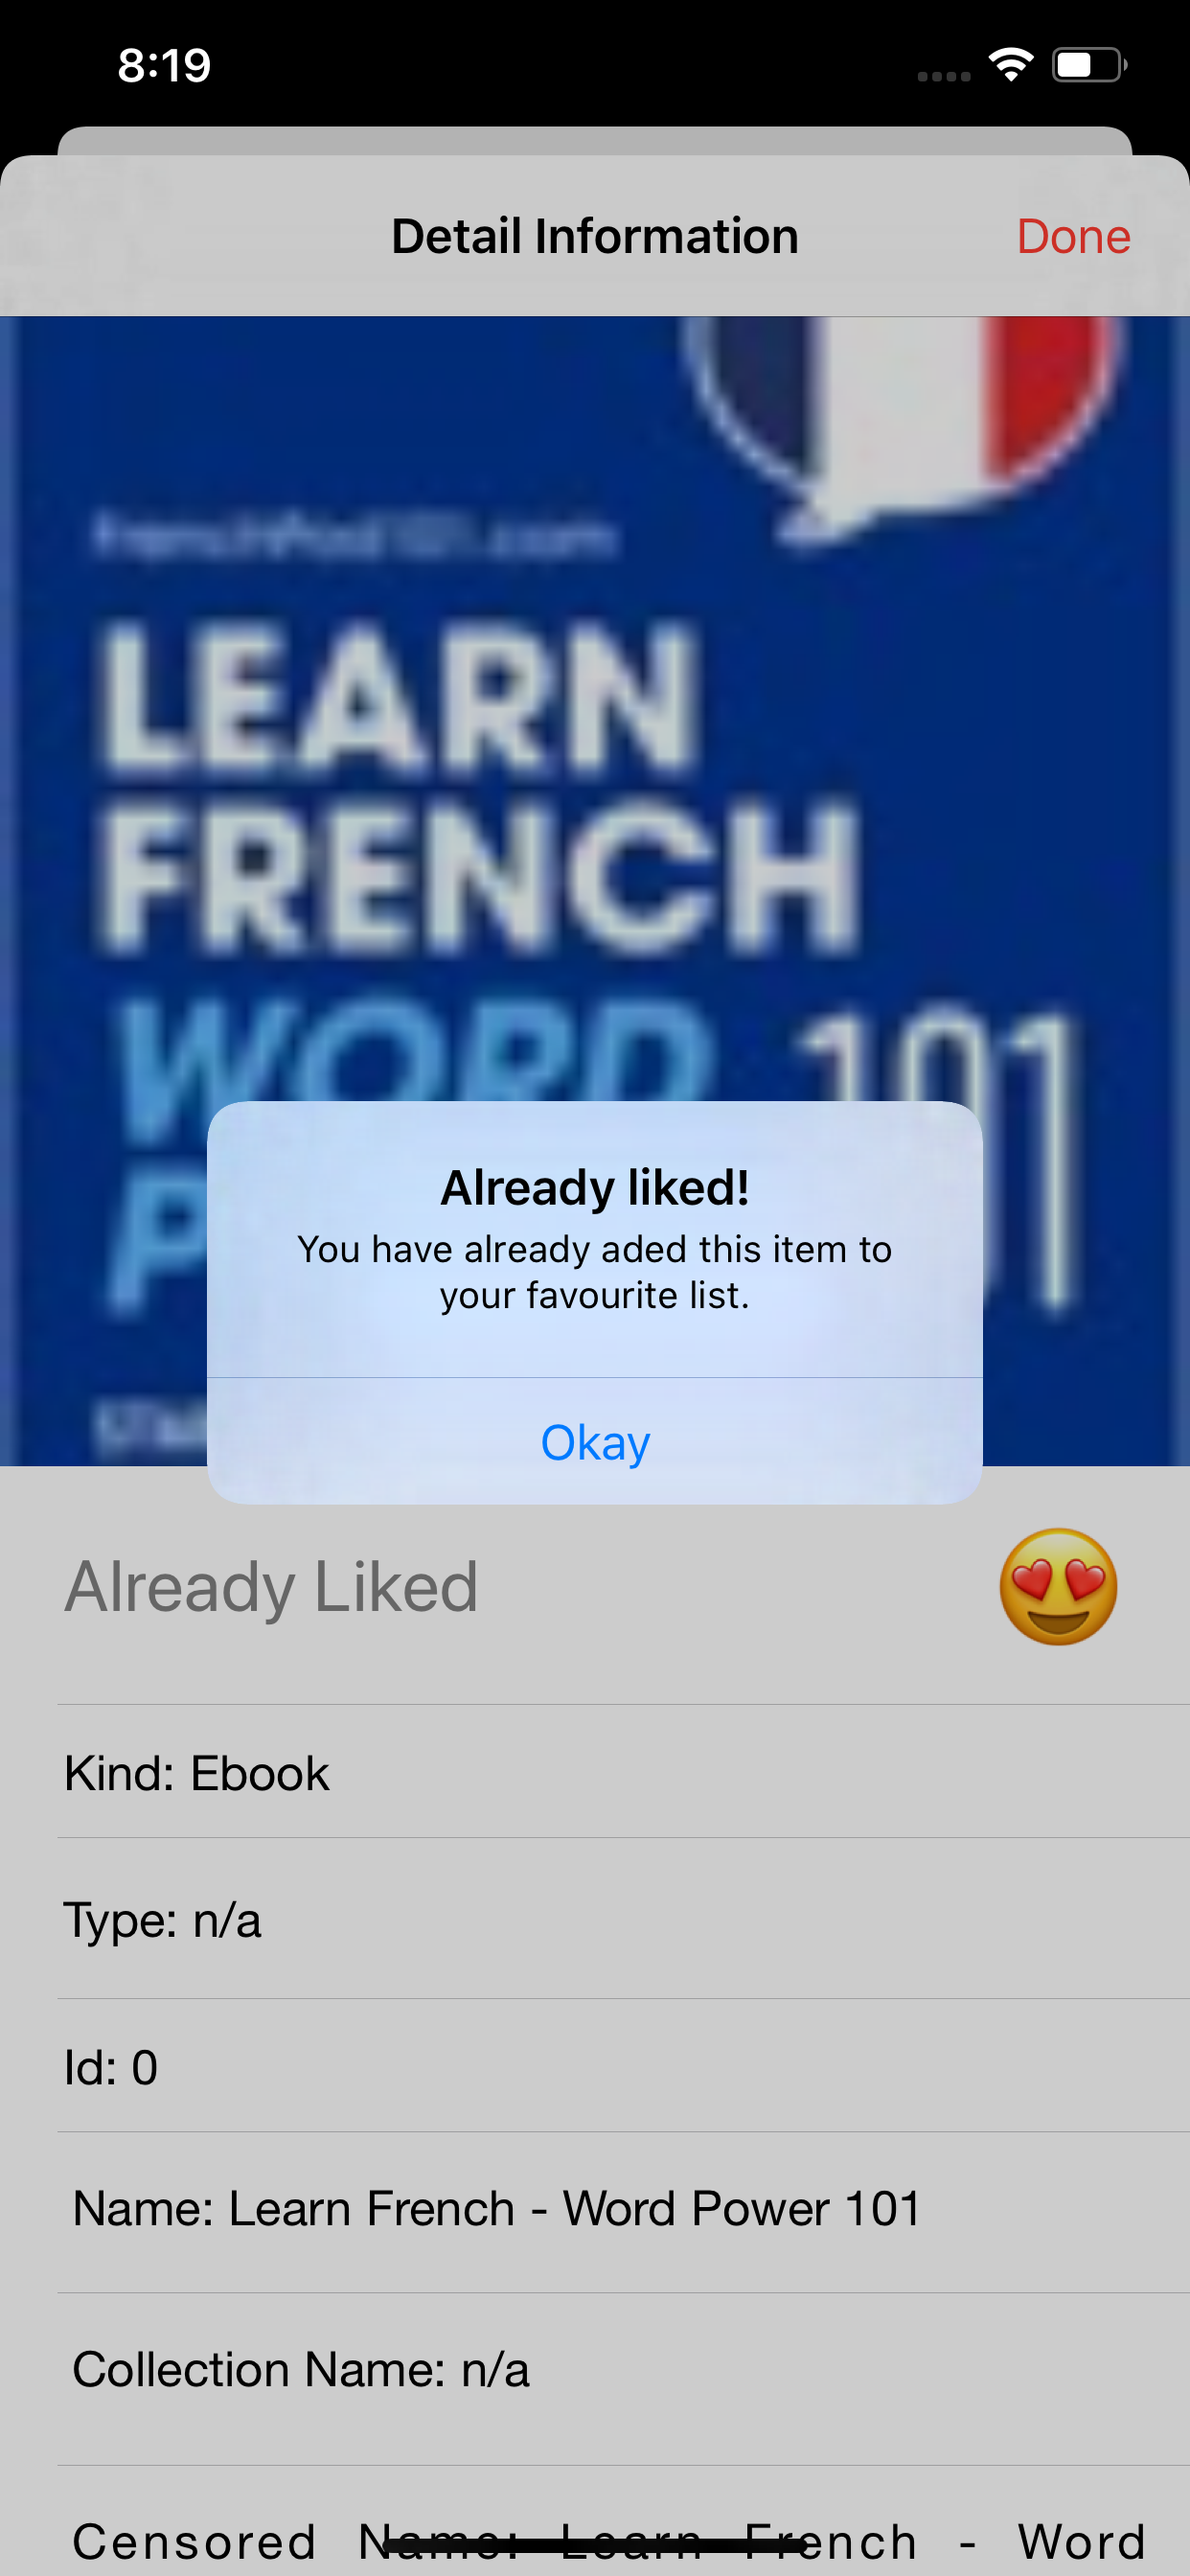 8:19
Detail Information
Done
FrenchPod101.com
LEARN
FRENCH
WORD
101
P
Already liked!
You have already aded this item to
your favourite list.
Okay
Already Liked
Kind: Ebook
Type: n/a
Id: 0
Name: Learn French - Word Power 101
Collection Name: n/a
Censored Name: Learn French - Word